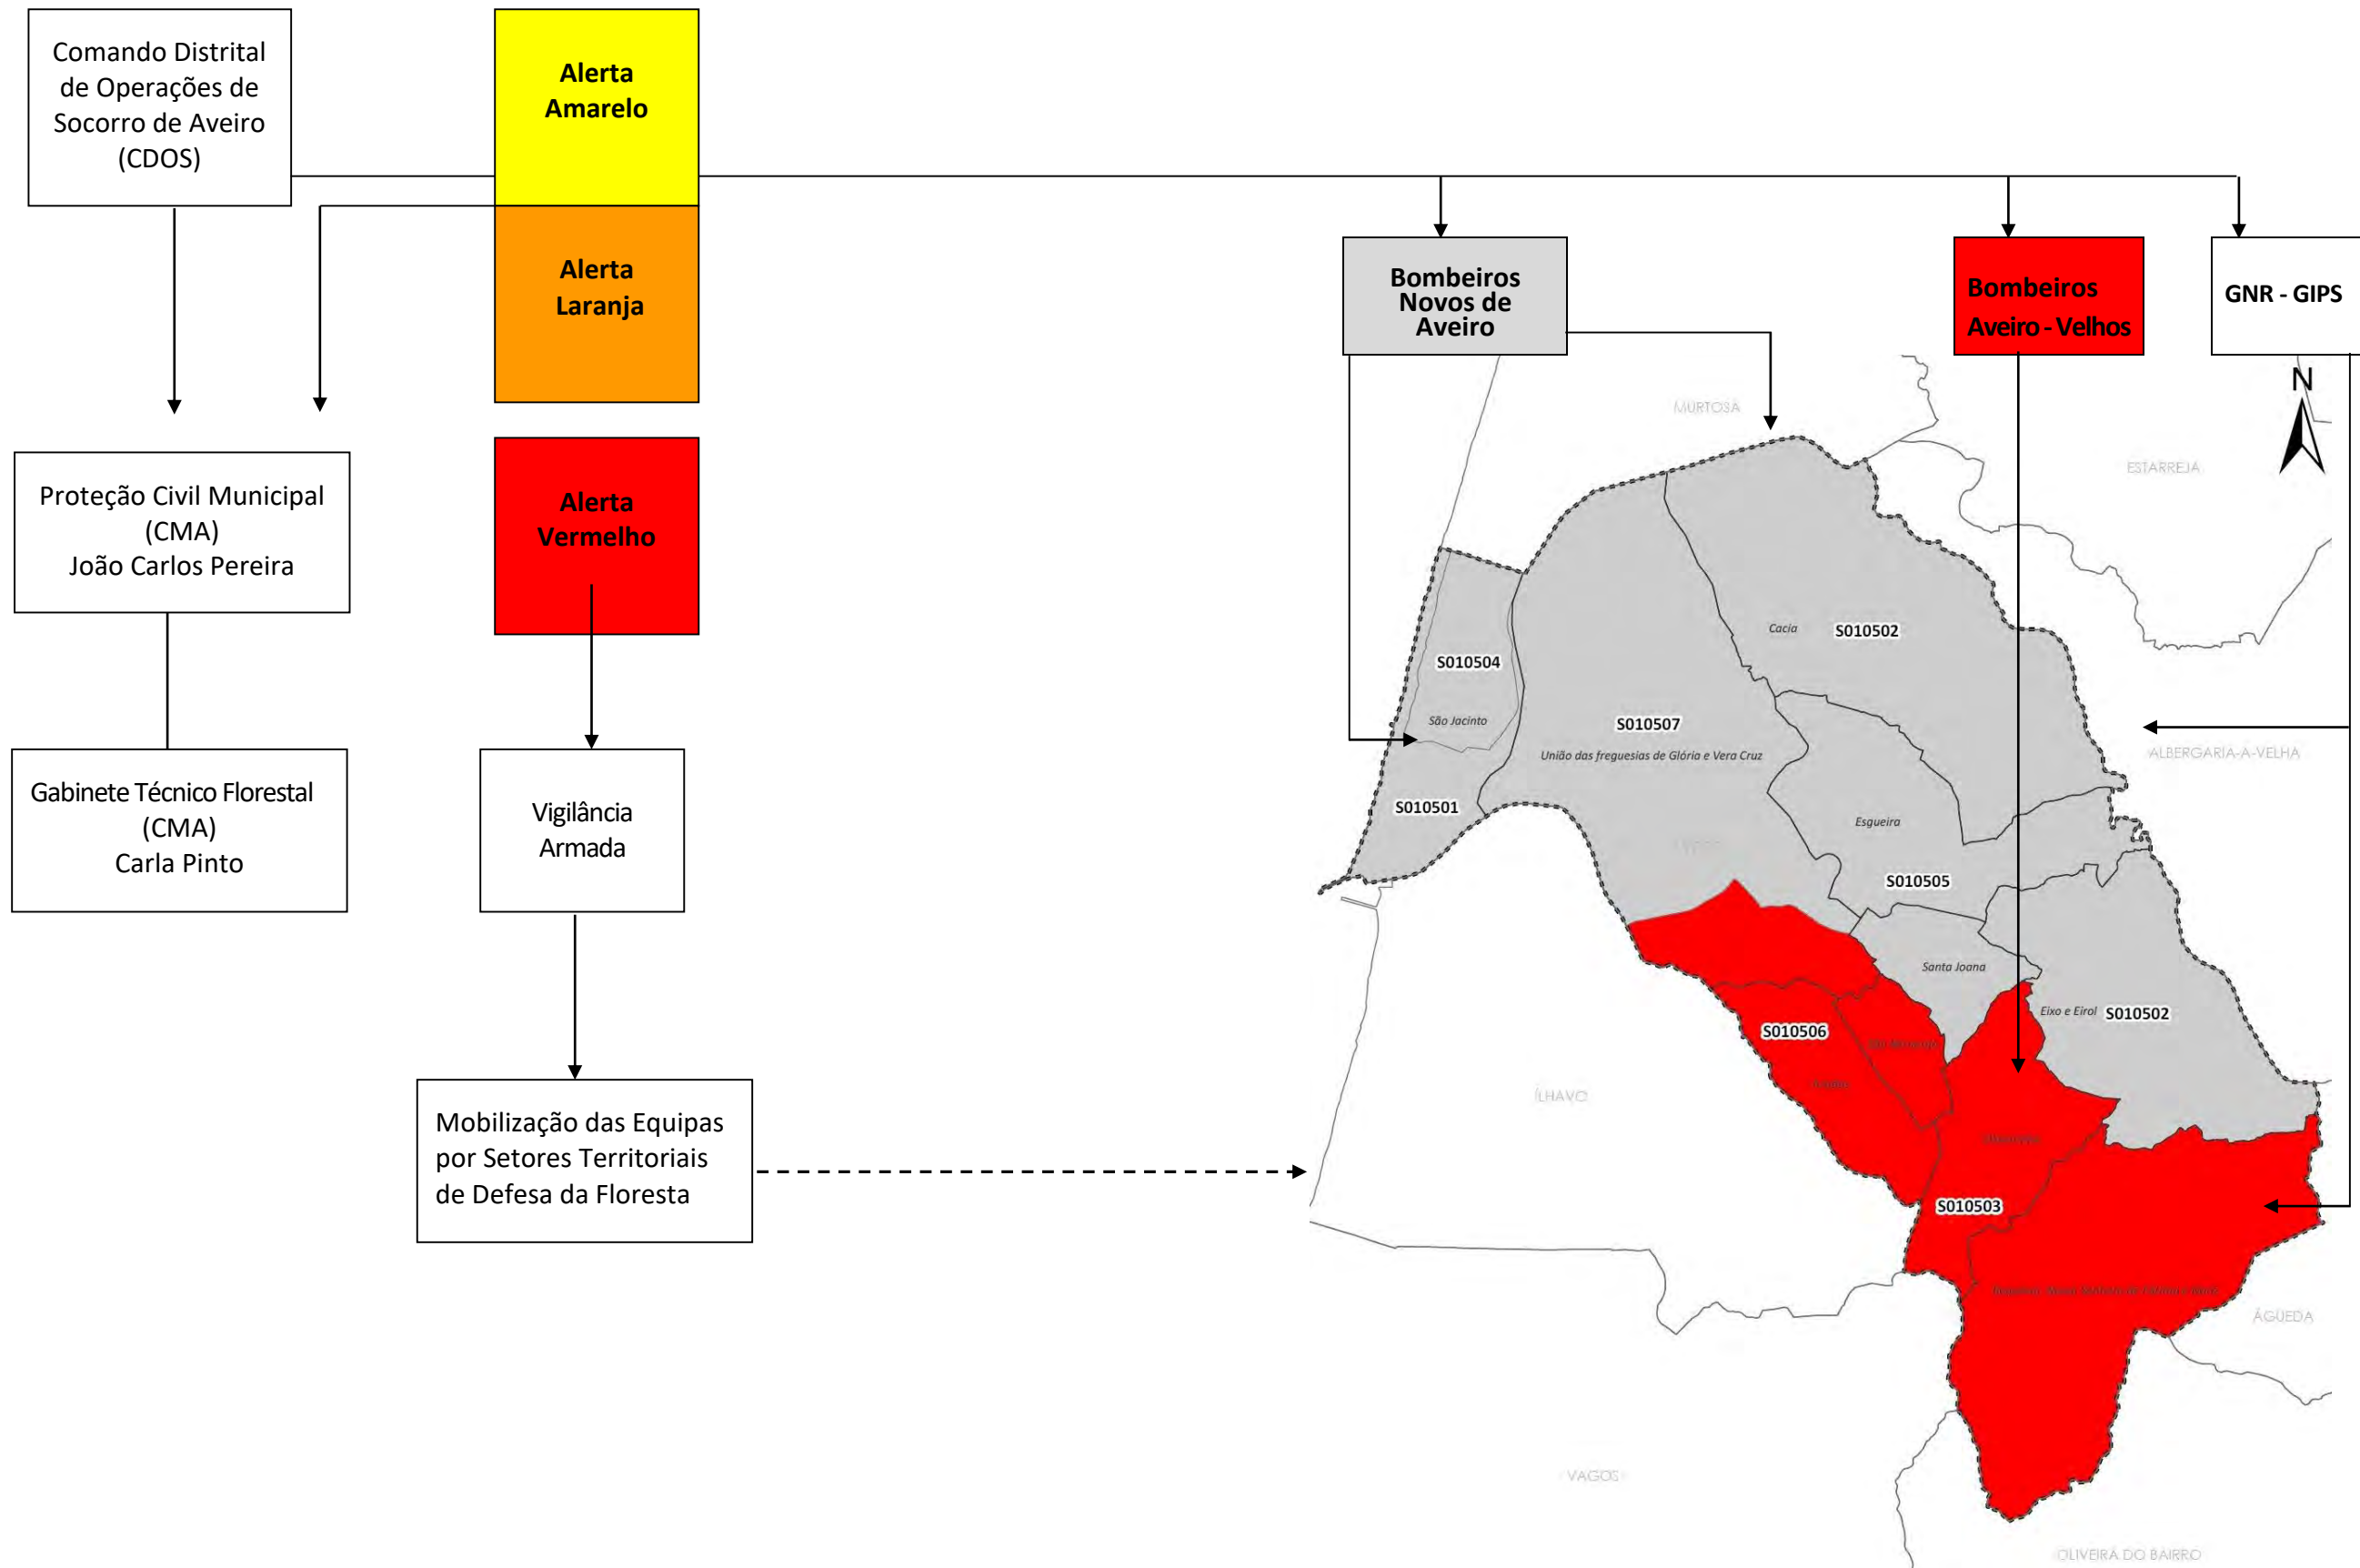 Comando Distrital
de Operações de
Socorro de Aveiro
(CDOS)
Alerta
Amarelo
Alerta
Laranja
Alerta
Vermelho
Proteção Civil Municipal
(CMA)
João Carlos Pereira
Gabinete Técnico Florestal
(CMA)
Carla Pinto
Vigilância
Armada
Mobilização das Equipas
por Setores Territoriais
de Defesa da Floresta
Bombeiros
Novos de
Aveiro
Bombeiros
Aveiro - Velhos
GNR - GIPS
N
MURTOSA
ESTARREJA
Cacia
S010502
S010504
São Jacinto
S010507
União das freguesias de Glória e Vera Cruz
ALBERGARIA-A-VELHA
S010501
Esgueira
S010505
Santa Joana
Eixo e Eirol
S010502
S010506
ÍLHAVO
S010503
ÁGUEDA
VAGOS
OLIVEIRA DO BAIRRO